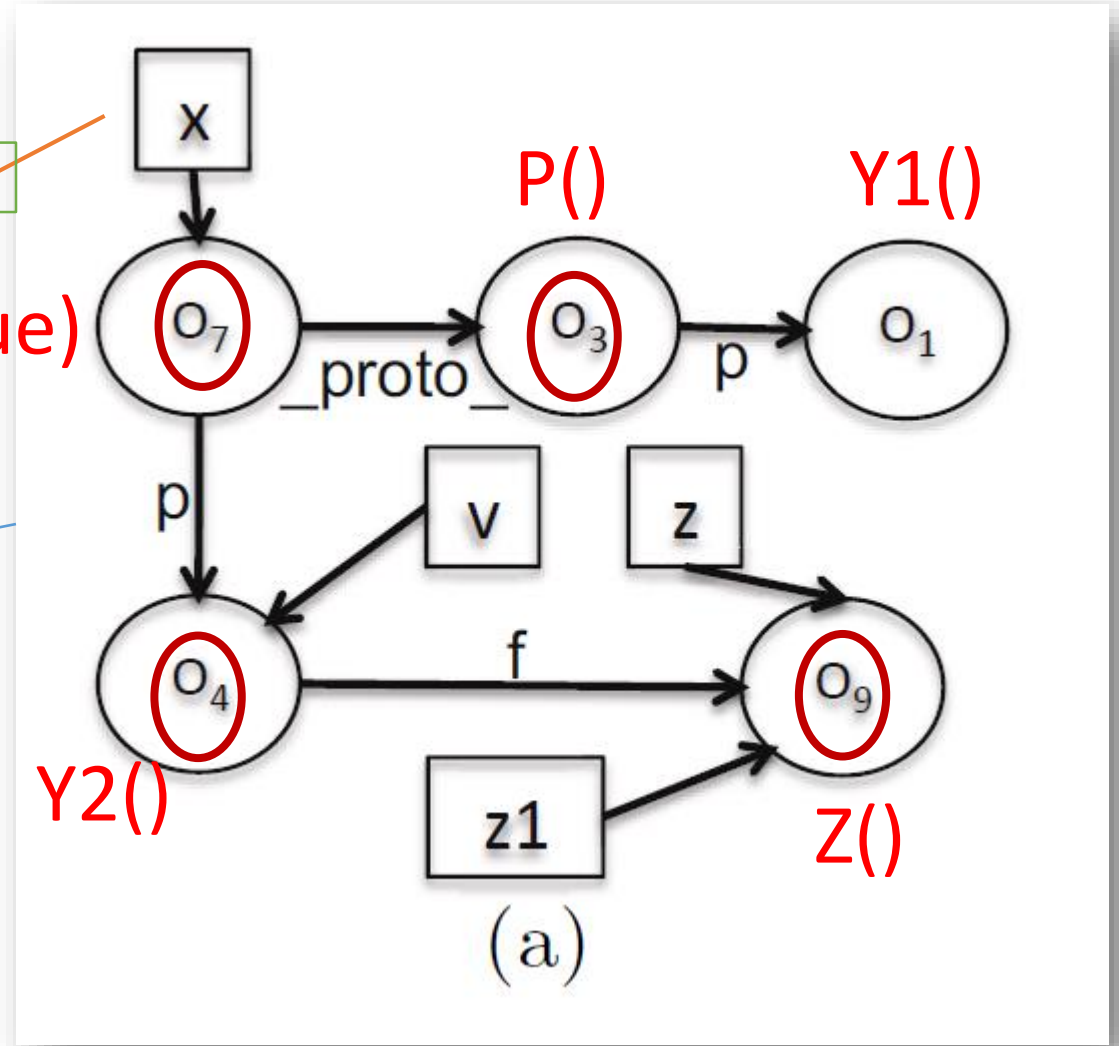 x
P() Y1()
ue) O₇ O₃ O₁
_proto_ p
p v z
f
O₄ O₉
Y2() z1 Z()
(a)